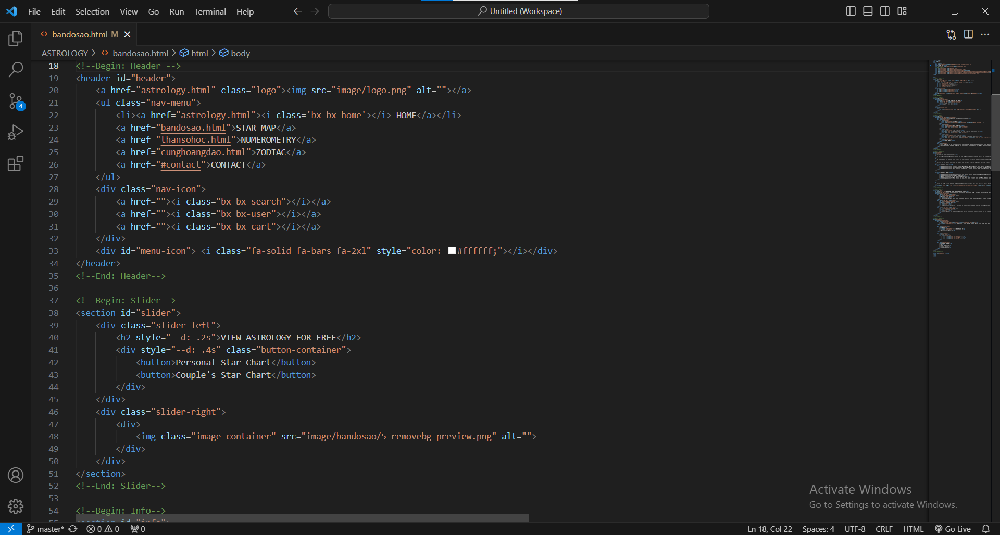 File Edit Selection View Go Run Terminal Help Untitled (Workspace)
bandosao.html M
ASTROLOGY > bandosao.html > html > body
18 <!--Begin: Header -->
19 <header id="header">
20 <a href="astrology.html" class="logo"><img src="image/logo.png" alt=""></a>
21 <ul class="nav-menu">
22 <li><a href="astrology.html"><i class='bx bx-home'></i> HOME</a></li>
23 <a href="bandosao.html">STAR MAP</a>
24 <a href="thansohoc.html">NUMEROMETRY</a>
25 <a href="cunghoangdao.html">ZODIAC</a>
26 <a href="#contact">CONTACT</a>
27 </ul>
28 <div class="nav-icon">
29 <a href=""><i class="bx bx-search"></i></a>
30 <a href=""><i class="bx bx-user"></i></a>
31 <a href=""><i class="bx bx-cart"></i></a>
32 </div>
33 <div id="menu-icon"> <i class="fa-solid fa-bars fa-2xl" style="color: #ffffff;"></i></div>
34 </header>
35 <!--End: Header-->
36
37 <!--Begin: Slider-->
38 <section id="slider">
39 <div class="slider-left">
40 <h2 style="--d: .2s">VIEW ASTROLOGY FOR FREE</h2>
41 <div style="--d: .4s" class="button-container">
42 <button>Personal Star Chart</button>
43 <button>Couple's Star Chart</button>
44 </div>
45 </div>
46 <div class="slider-right">
47 <div>
48 <img class="image-container" src="image/bandosao/5-removebg-preview.png" alt="">
49 </div>
50 </div>
51 </section>
52 <!--End: Slider-->
53
54 <!--Begin: Info-->
4
Activate Windows
Go to Settings to activate Windows.
master* 0 0 0 Ln 18, Col 22 Spaces: 4 UTF-8 CRLF HTML Go Live